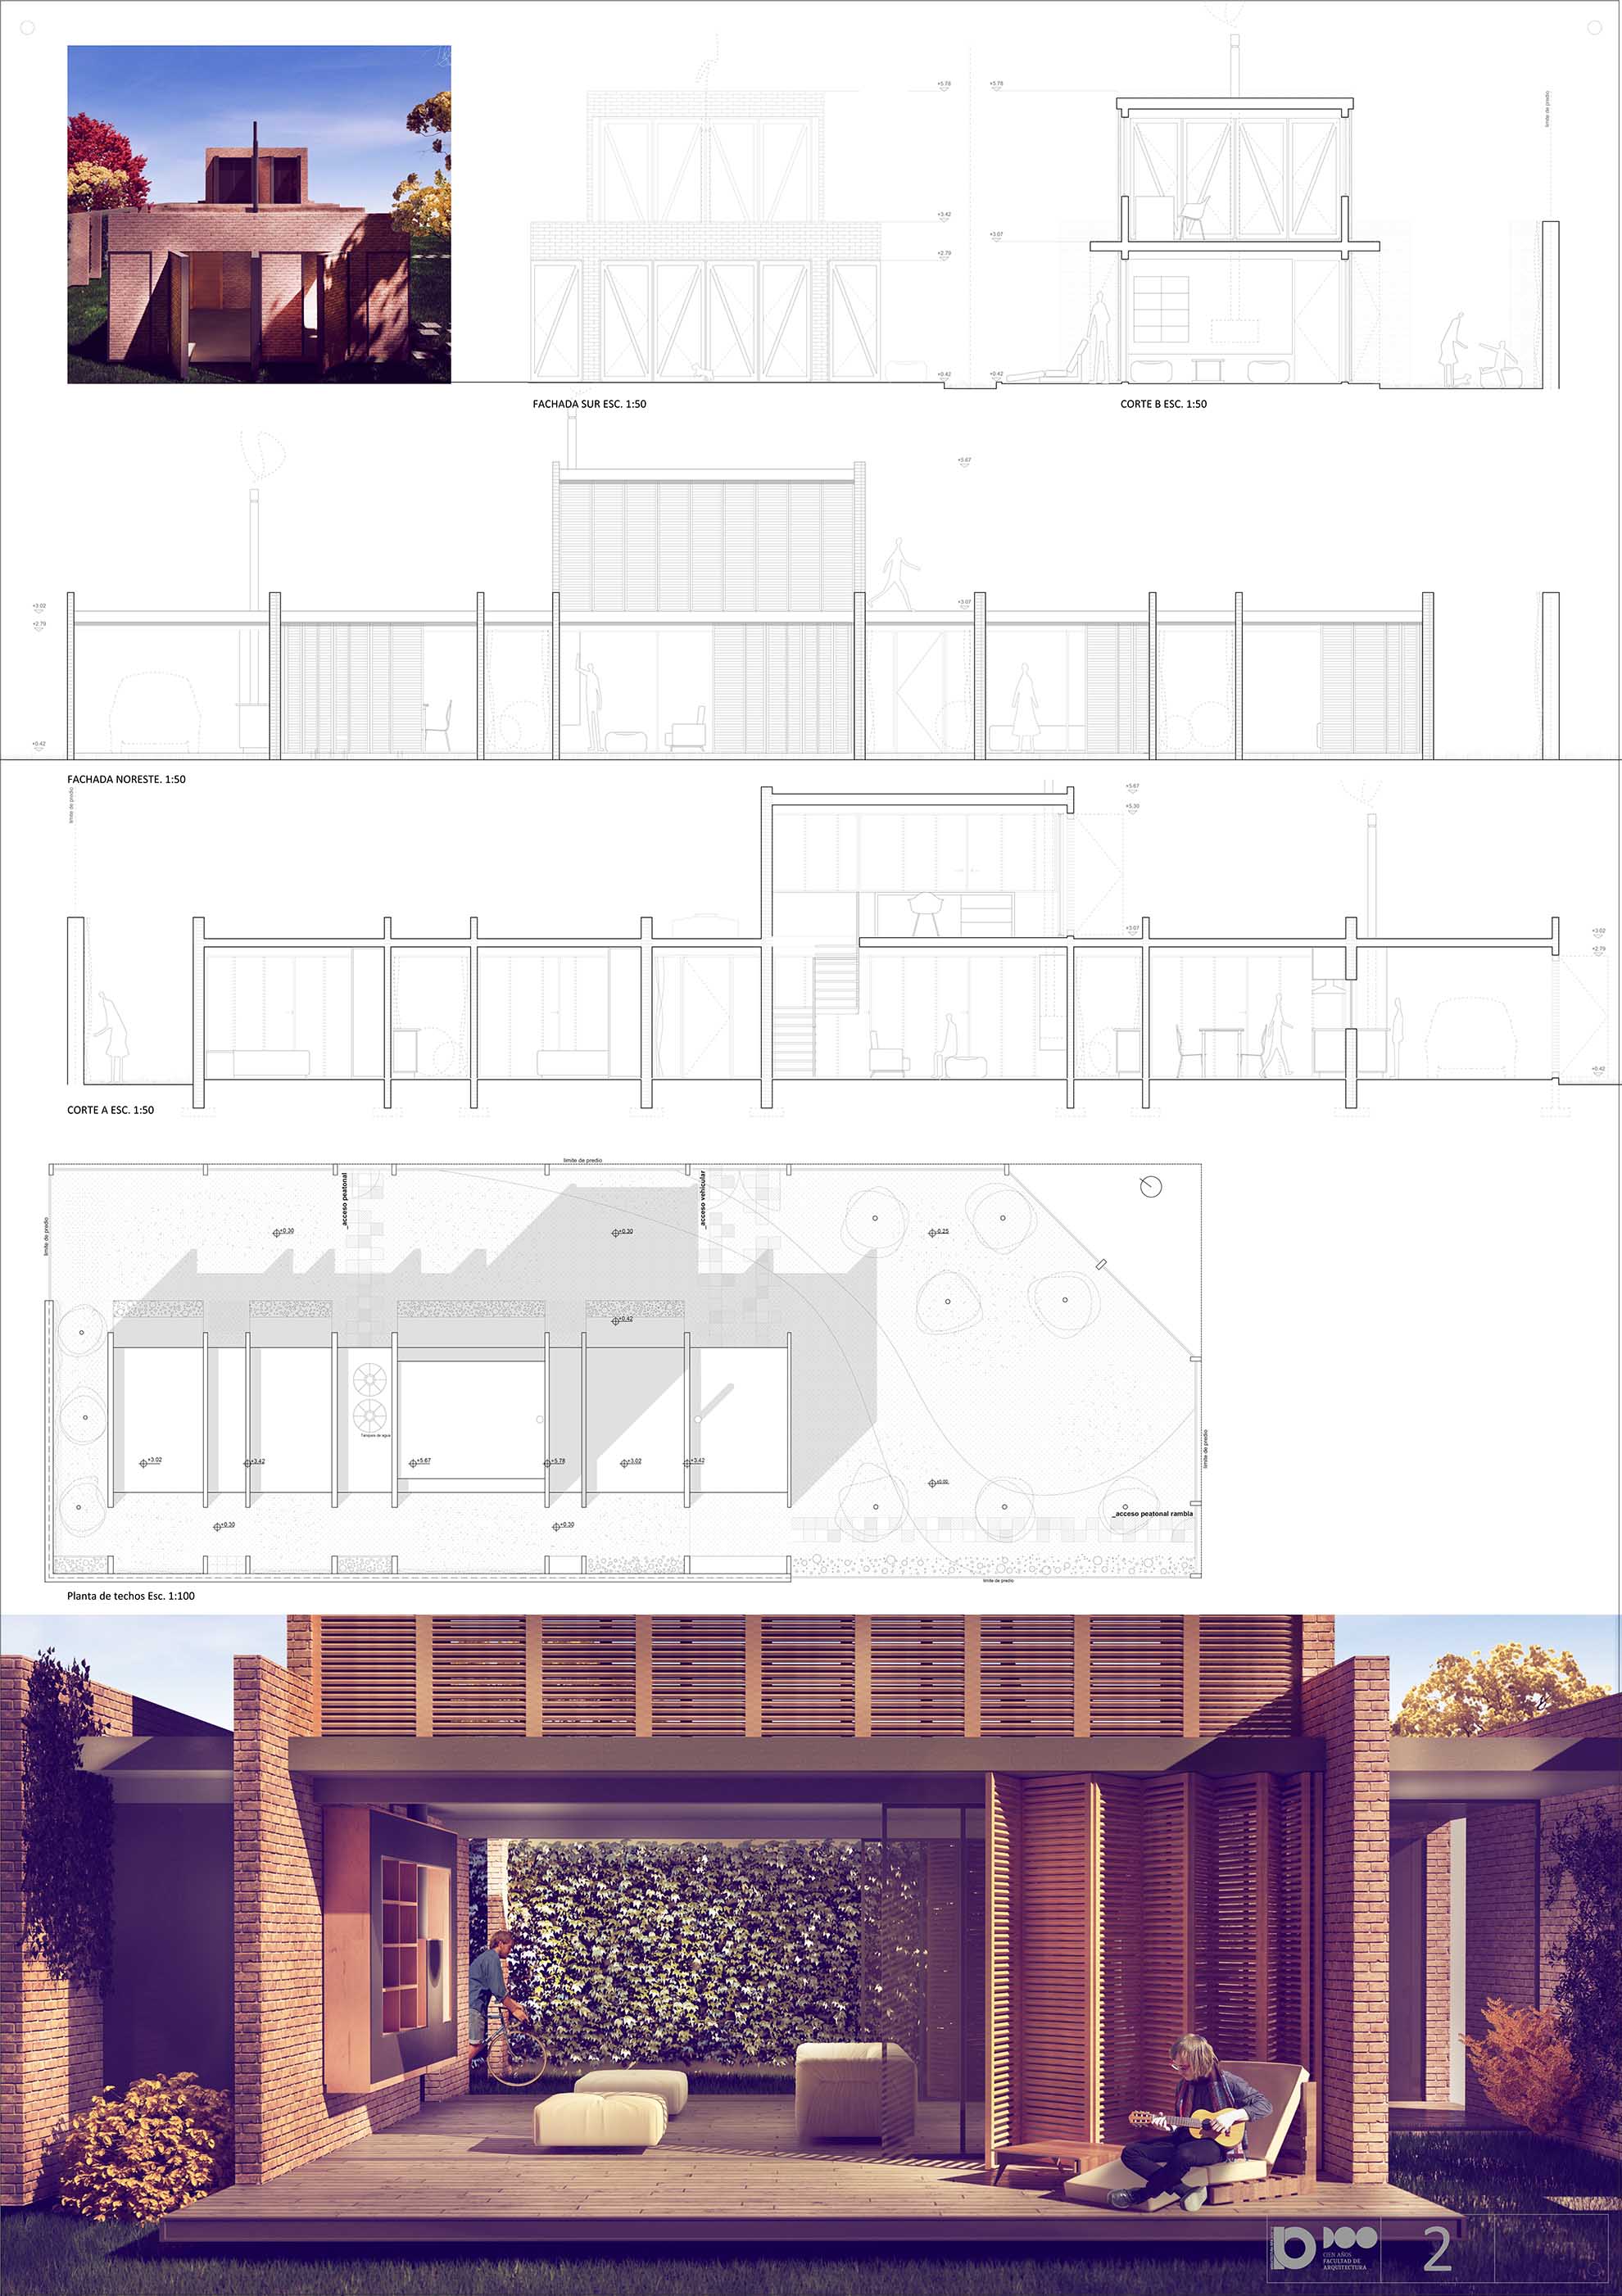 +5.78
+5.78
límite de predio
+3.42
+3.07
+2.79
+0.42
+0.42
FACHADA SUR ESC. 1:50
CORTE B ESC. 1:50
+5.67
+3.02
+3.07
+2.79
+0.42
FACHADA NORESTE. 1:50
límite de predio
+5.67
+5.30
+3.07
+3.02
+2.79
+0.42
CORTE A ESC. 1:50
límite de predio
límite de predio
_acceso peatonal
_acceso vehicular
+0.30
+0.30
+0.25
+0.42
Tanques de agua
+3.02
+3.42
+5.67
+5.78
+3.02
+3.42
±0.00
límite de predio
_acceso peatonal rambla
+0.30
+0.30
límite de predio
Planta de techos Esc. 1:100
CIEN AÑOS
FACULTAD DE
ARQUITECTURA
2